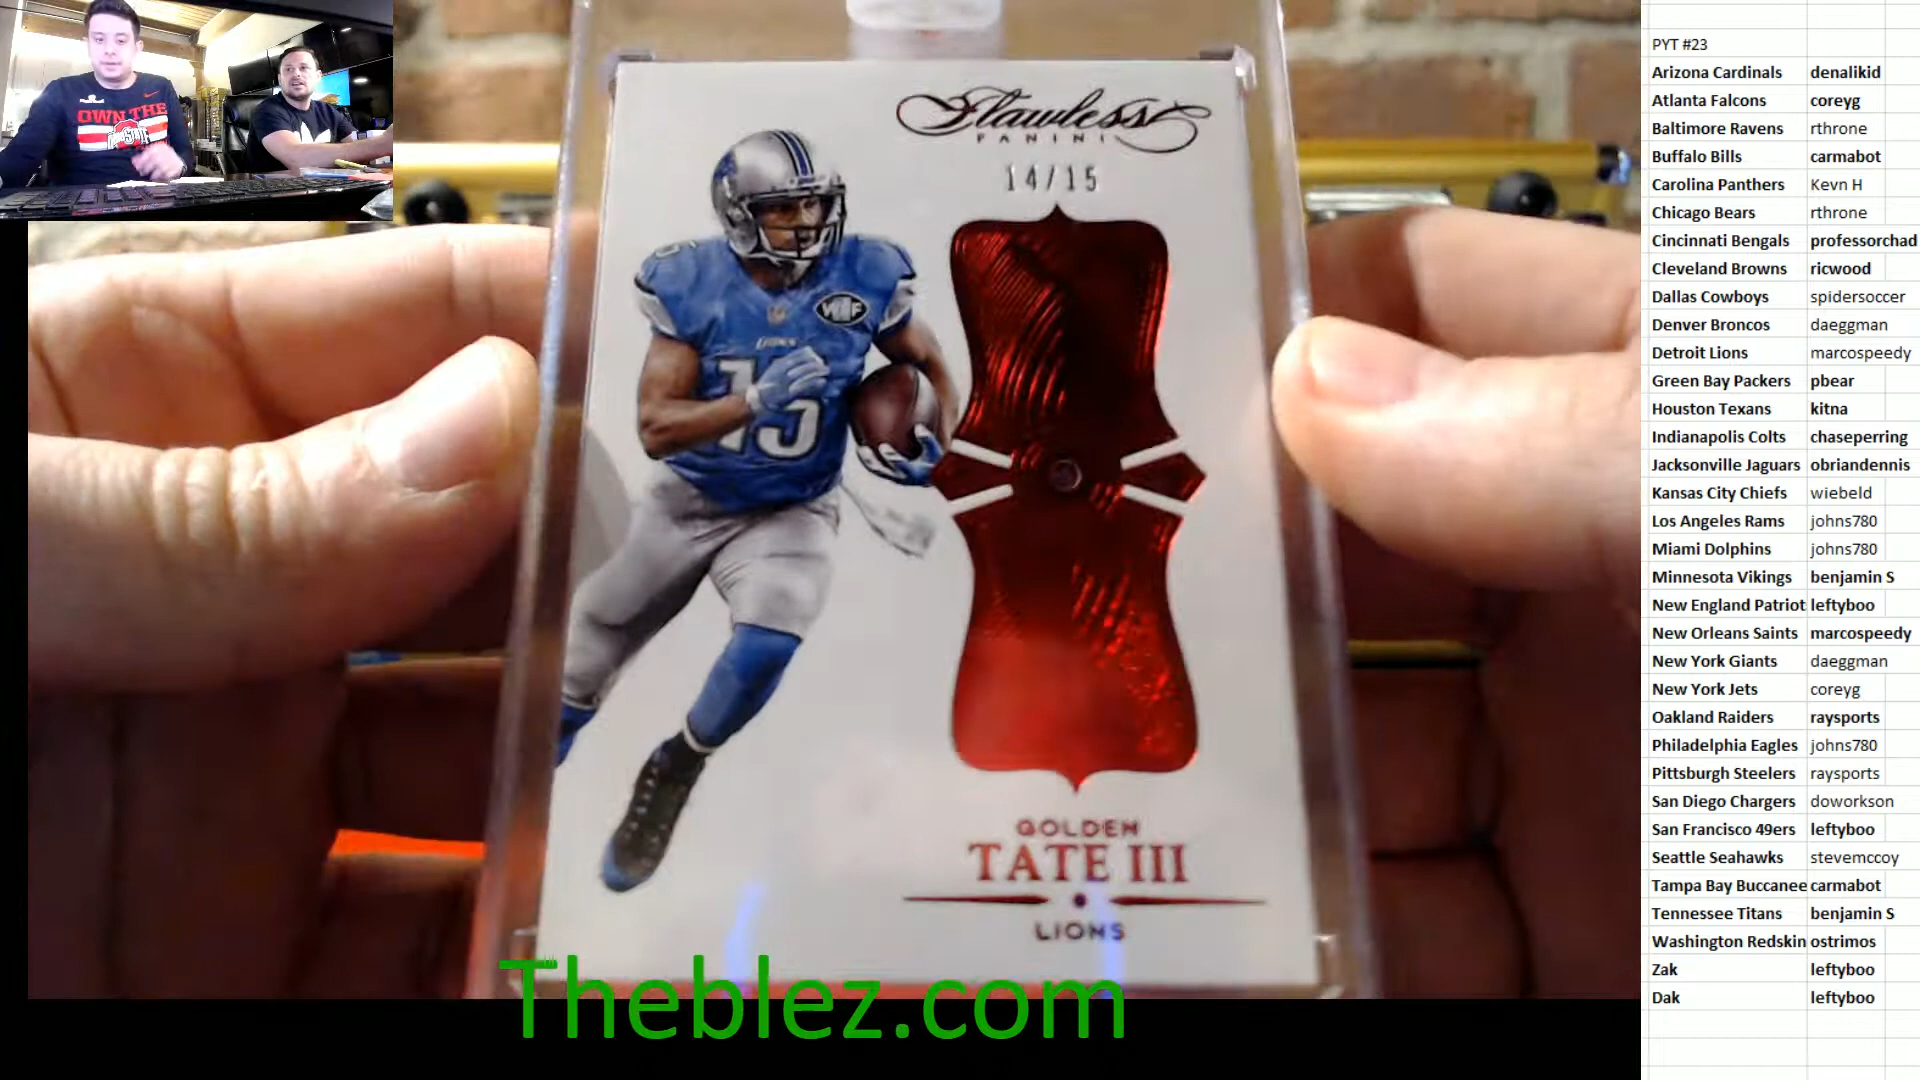 OWN THE
STATE
Flawless
PANINI
14/15
15
WCF
LIONS
15
GOLDEN
TATE III
LIONS
Theblez.com
PYT #23
Arizona Cardinals denalikid
Atlanta Falcons coreyg
Baltimore Ravens rthrone
Buffalo Bills carmabot
Carolina Panthers Kevn H
Chicago Bears rthrone
Cincinnati Bengals professorchad
Cleveland Browns ricwood
Dallas Cowboys spidersoccer
Denver Broncos daeggman
Detroit Lions marcospeedy
Green Bay Packers pbear
Houston Texans kitna
Indianapolis Colts chaseperring
Jacksonville Jaguars obriandennis
Kansas City Chiefs wiebeld
Los Angeles Rams johns780
Miami Dolphins johns780
Minnesota Vikings benjamin S
New England Patriot leftyboo
New Orleans Saints marcospeedy
New York Giants daeggman
New York Jets coreyg
Oakland Raiders raysports
Philadelphia Eagles johns780
Pittsburgh Steelers raysports
San Diego Chargers doworkson
San Francisco 49ers leftyboo
Seattle Seahawks stevemccoy
Tampa Bay Buccanee carmabot
Tennessee Titans benjamin S
Washington Redskin ostrimos
Zak leftyboo
Dak leftyboo